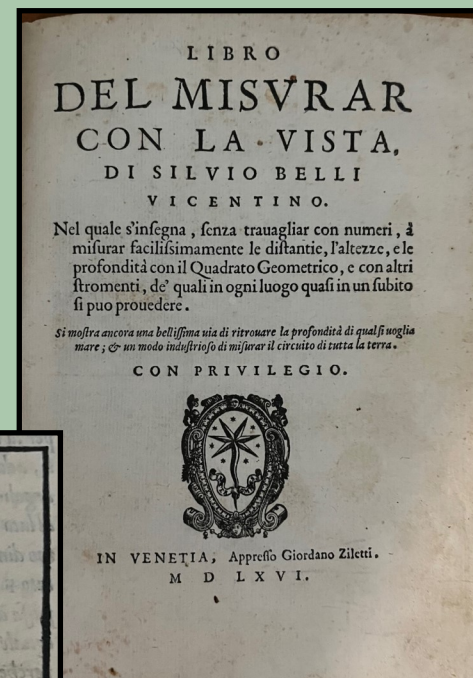 LIBRO
DEL MISVRAR
CON LA VISTA,
DI SILVIO BELLI
VICENTINO.
Nel quale s'insegna, senza trauagliar con numeri, à
misurar facilissimamente le distantie, l'altezze, e le
profondità con il Quadrato Geometrico, e con altri
stromenti, de' quali in ogni luogo quasi in un subito
si puo prouedere.
Si mostra ancora una bellissima uia di ritrouare la profondità di qual si uoglia
mare; & un modo industrioso di misurar il circuito di tutta la terra.
CON PRIVILEGIO.
IN VENETIA, Appresso Giordano Ziletti.
M D LXVI.